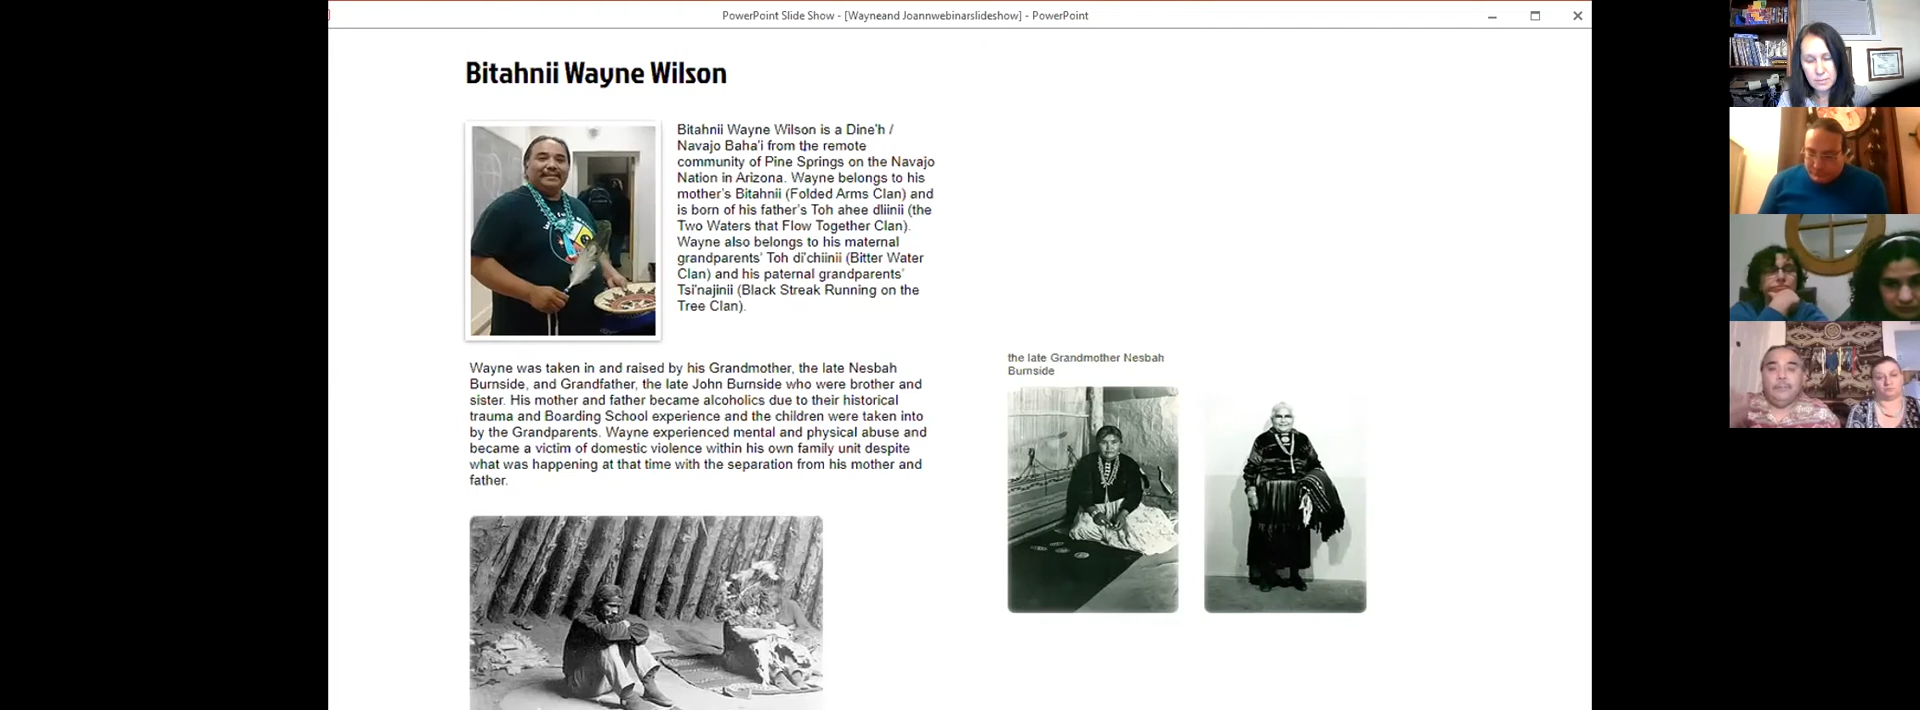 PowerPoint Slide Show - [Wayneand Joannwebinarslideshow] - PowerPoint
Bitahnii Wayne Wilson
Bitahnii Wayne Wilson is a Dine'h /
Navajo Baha'i from the remote
community of Pine Springs on the Navajo
Nation in Arizona. Wayne belongs to his
mother's Bitahnii (Folded Arms Clan) and
is born of his father's Toh ahee dliinii (the
Two Waters that Flow Together Clan).
Wayne also belongs to his maternal
grandparents' Toh di'chiinii (Bitter Water
Clan) and his paternal grandparents'
Tsi'najinii (Black Streak Running on the
Tree Clan).
Wayne was taken in and raised by his Grandmother, the late Nesbah
Burnside, and Grandfather, the late John Burnside who were brother and
sister. His mother and father became alcoholics due to their historical
trauma and Boarding School experience and the children were taken into
by the Grandparents. Wayne experienced mental and physical abuse and
became a victim of domestic violence within his own family unit despite
what was happening at that time with the separation from his mother and
father.
the late Grandmother Nesbah
Burnside